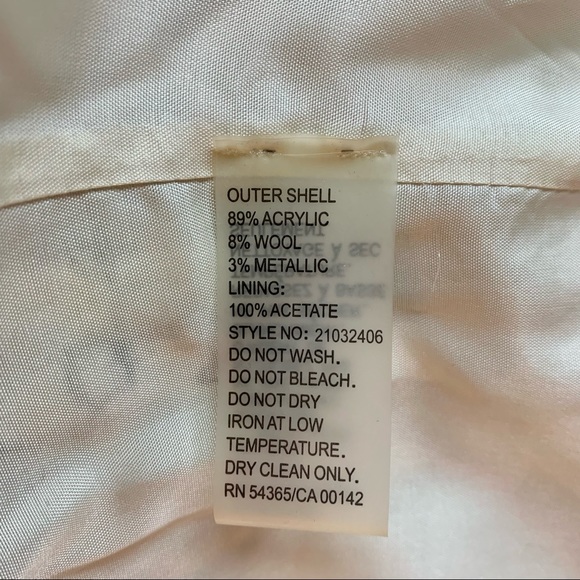 OUTER SHELL
89% ACRYLIC
8% WOOL
3% METALLIC
LINING:
100% ACETATE
STYLE NO: 21032406
DO NOT WASH.
DO NOT BLEACH.
DO NOT DRY
IRON AT LOW
TEMPERATURE.
DRY CLEAN ONLY.
RN 54365/CA 00142